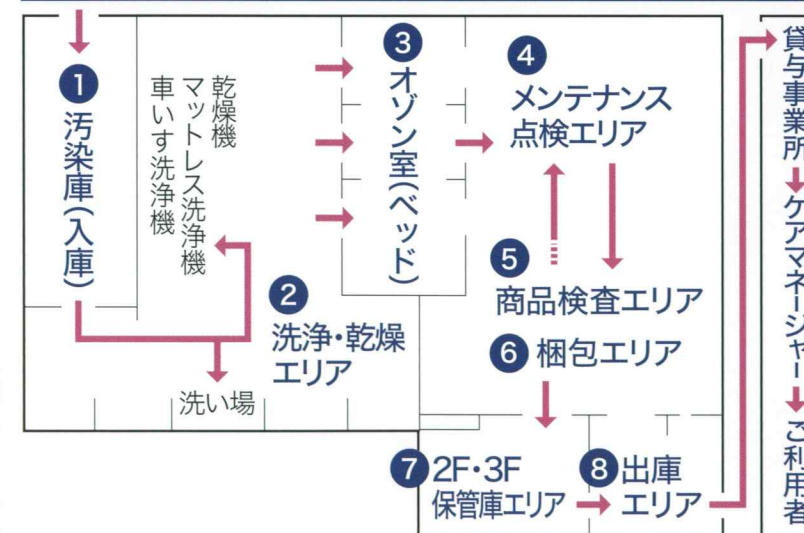 1
汚染庫(入庫)
車いす洗浄機
マットレス洗浄機
乾燥機
洗い場
2
洗浄・乾燥
エリア
3
オゾン室(ベッド)
4
メンテナンス
点検エリア
5
商品検査エリア
6 梱包エリア
7 2F・3F
保管庫エリア
8 出庫
エリア
貸与事業所
ケアマネージャー
ご利用者